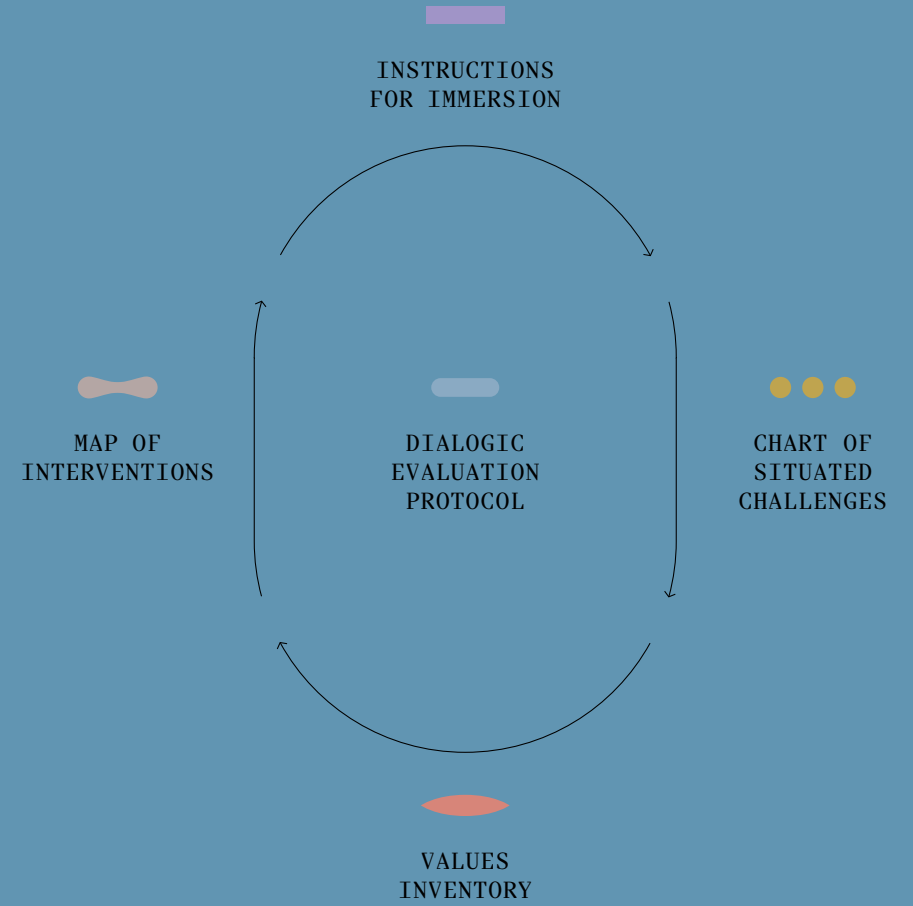 INSTRUCTIONS
FOR IMMERSION
MAP OF
INTERVENTIONS
DIALOGIC
EVALUATION
PROTOCOL
CHART OF
SITUATED
CHALLENGES
VALUES
INVENTORY